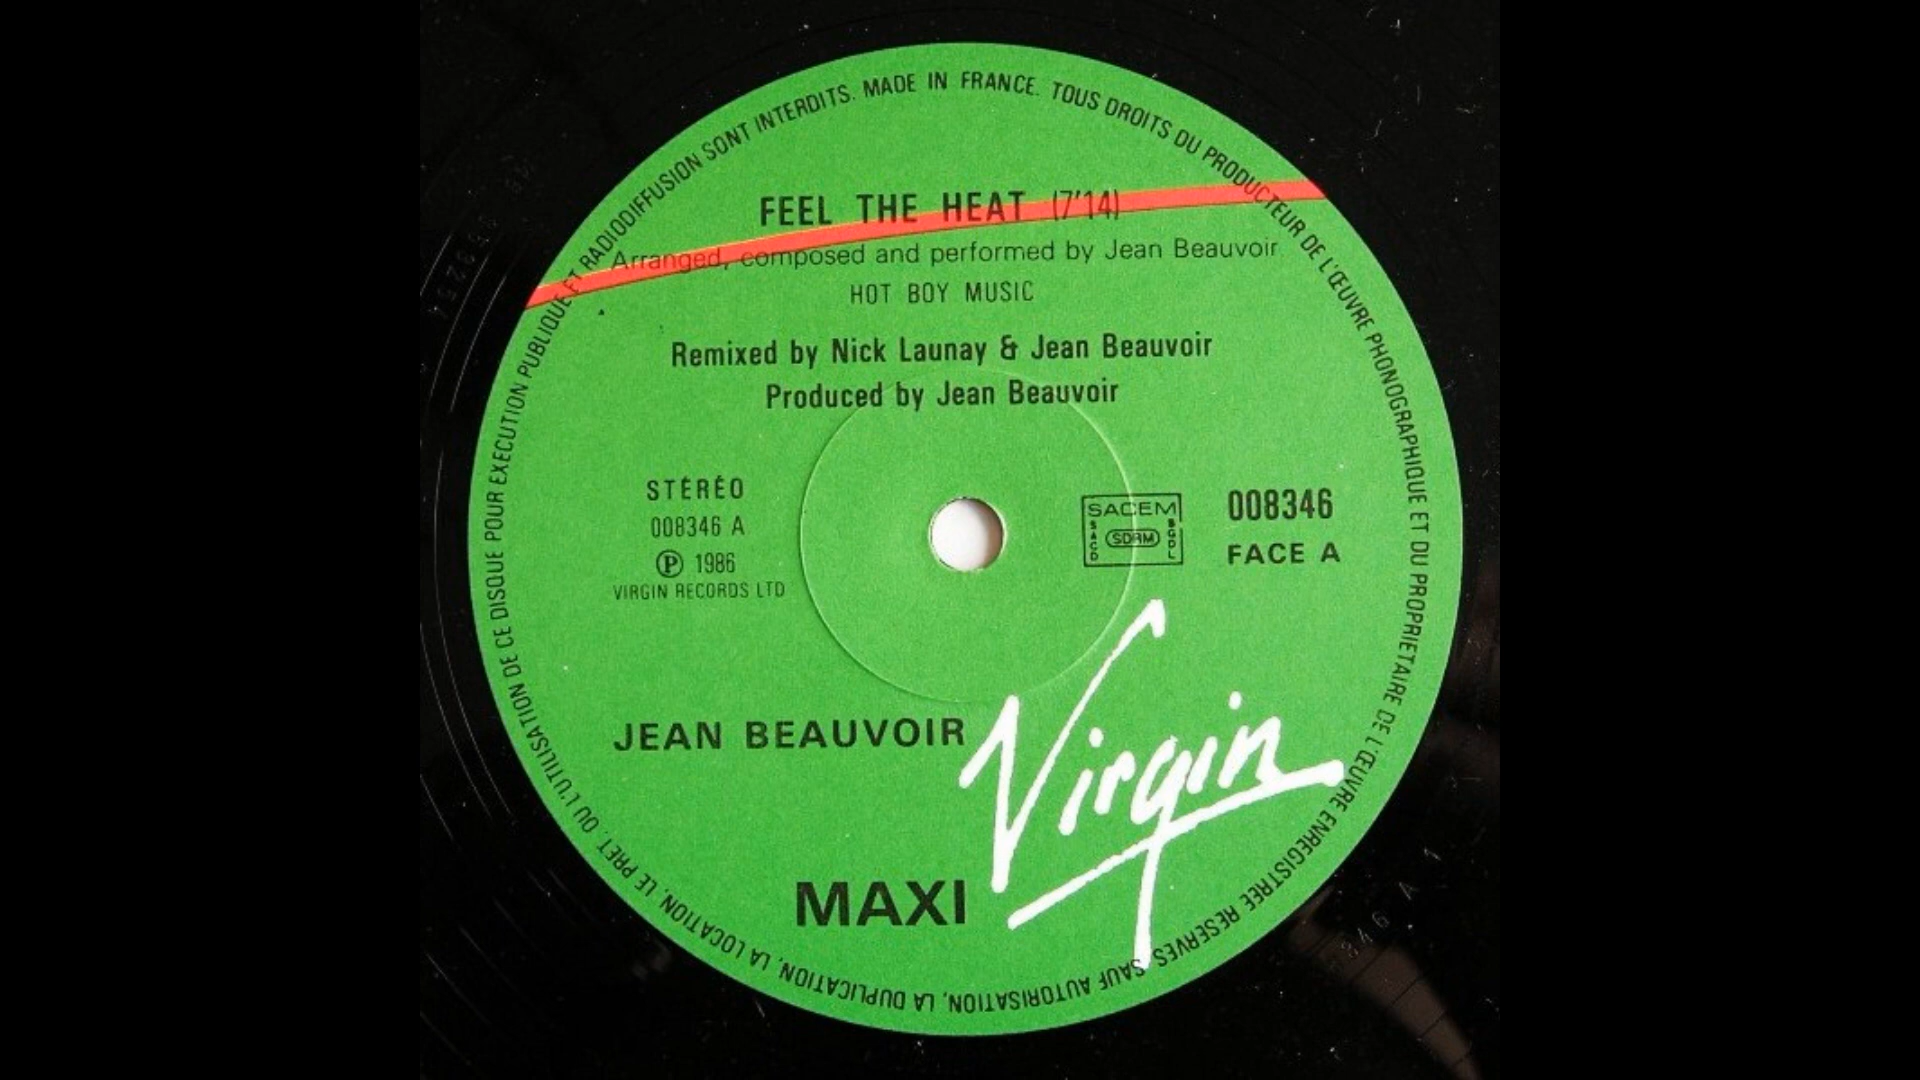 MADE IN FRANCE. TOUS DROITS DU PRODUCTEUR DE L'ŒUVRE PHONOGRAPHIQUE ET DU PROPRIETAIRE DE L'ŒUVRE ENREGISTREE RESERVES. SAUF AUTORISATION, LA DUPLICATION, LA LOCATION, LE PRET, OU L'UTILISATION DE CE DISQUE POUR EXECUTION PUBLIQUE ET RADIODIFFUSION SONT INTERDITS.
FEEL THE HEAT (7'14)
Arranged, composed and performed by Jean Beauvoir
HOT BOY MUSIC
Remixed by Nick Launay & Jean Beauvoir
Produced by Jean Beauvoir
STÉRÉO
008346 A
Ⓟ 1986
VIRGIN RECORDS LTD
SACEM
SACD
SDRM
SGDL
008346
FACE A
JEAN BEAUVOIR
Virgin
MAXI